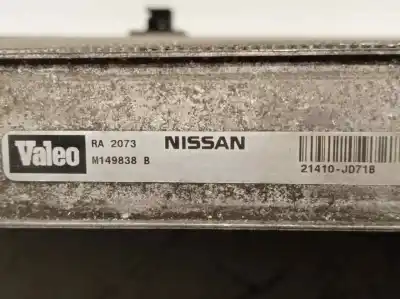 Valeo RA 2073 NISSAN
M149838 B 21410-JD71B